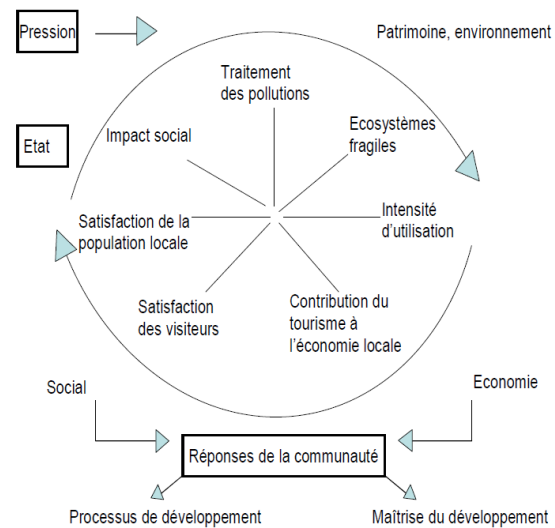 Pression
Patrimoine, environnement
Traitement
des pollutions
Ecosystèmes
fragiles
Impact social
Etat
Satisfaction de la
population locale
Intensité
d'utilisation
Satisfaction
des visiteurs
Contribution du
tourisme à
l'économie locale
Social
Economie
Réponses de la communauté
Processus de développement
Maîtrise du développement